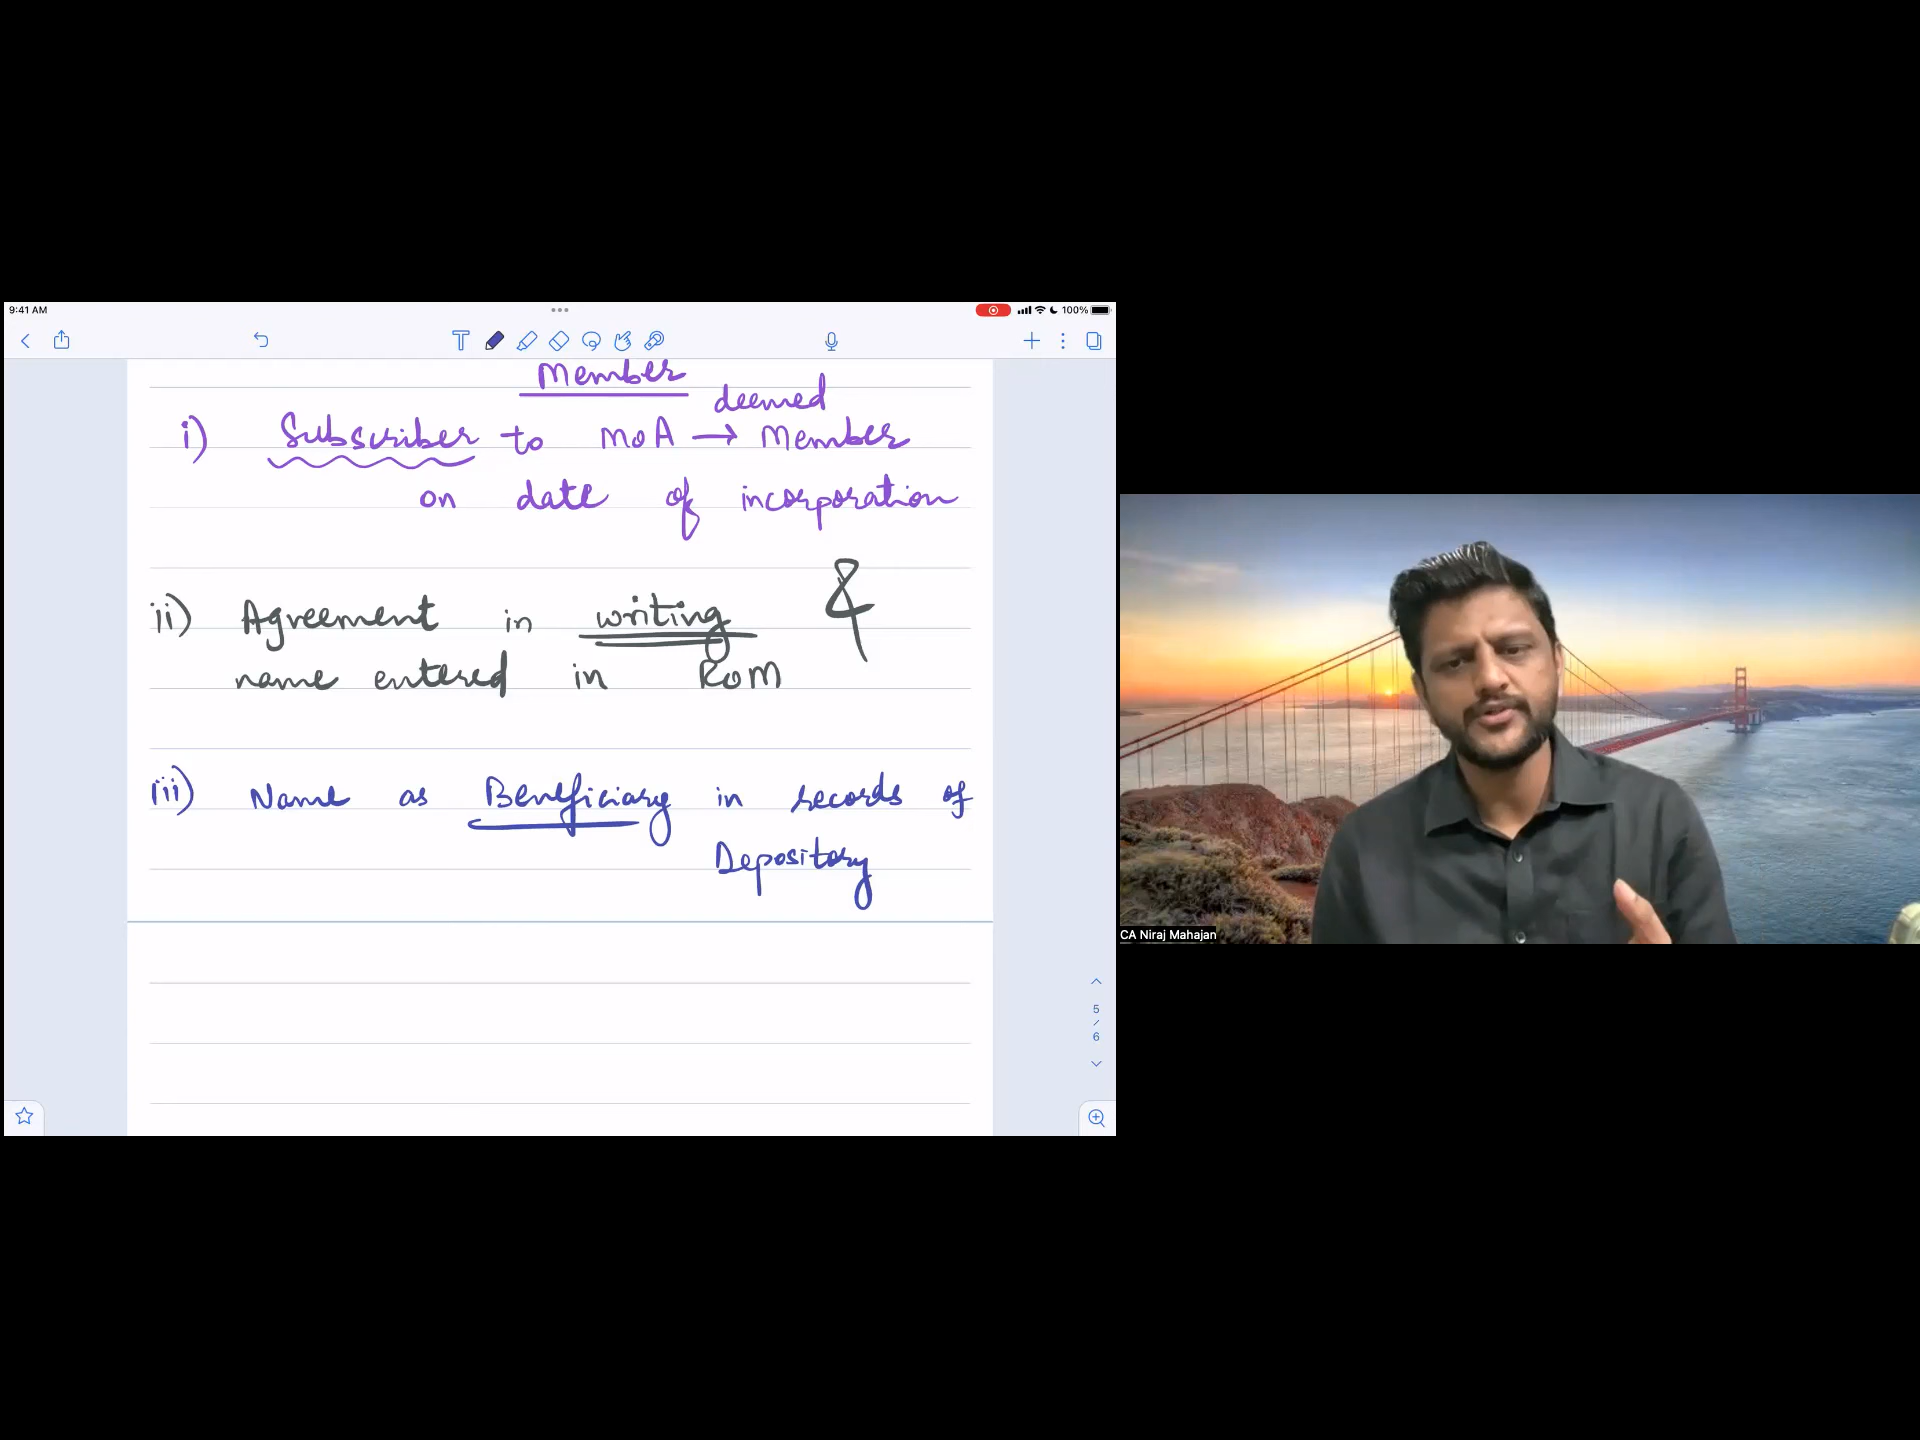 9:41 AM
100%
Member
deemed
i) Subscriber to MOA → Member
on date of incorporation
ii) Agreement in writing &
name entered in ROM
iii) Name as Beneficiary in records of
Depository
5
/
6
CA Niraj Mahajan